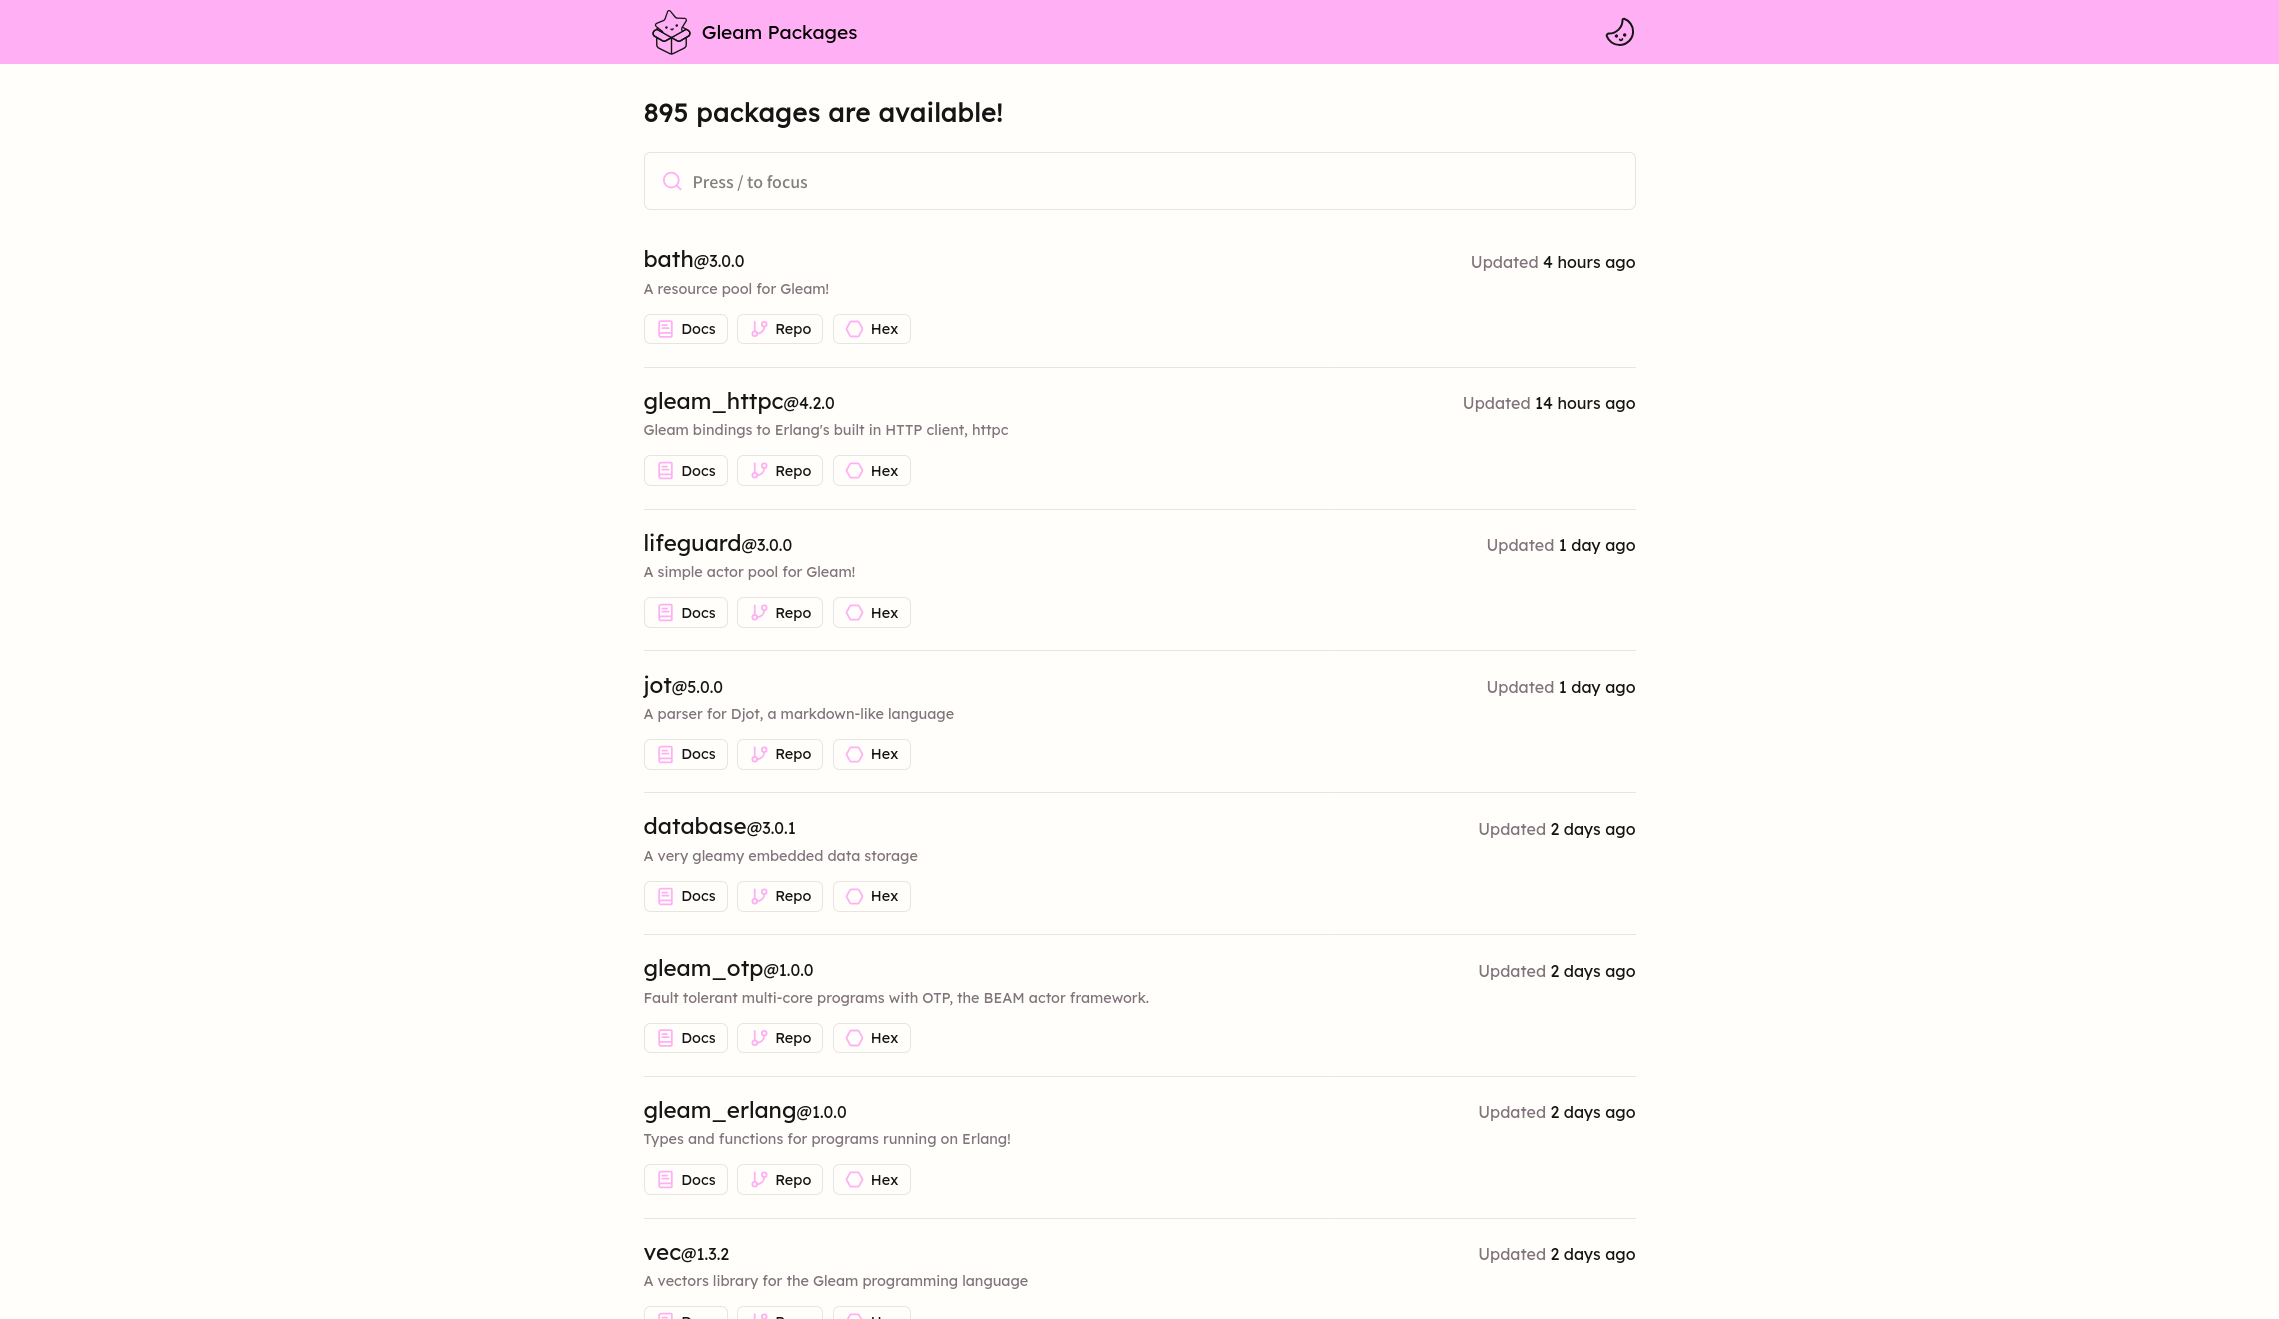 Gleam Packages
895 packages are available!
Press / to focus
bath@3.0.0 Updated 4 hours ago
A resource pool for Gleam!
Docs Repo Hex
gleam_httpc@4.2.0 Updated 14 hours ago
Gleam bindings to Erlang's built in HTTP client, httpc
Docs Repo Hex
lifeguard@3.0.0 Updated 1 day ago
A simple actor pool for Gleam!
Docs Repo Hex
jot@5.0.0 Updated 1 day ago
A parser for Djot, a markdown-like language
Docs Repo Hex
database@3.0.1 Updated 2 days ago
A very gleamy embedded data storage
Docs Repo Hex
gleam_otp@1.0.0 Updated 2 days ago
Fault tolerant multi-core programs with OTP, the BEAM actor framework.
Docs Repo Hex
gleam_erlang@1.0.0 Updated 2 days ago
Types and functions for programs running on Erlang!
Docs Repo Hex
vec@1.3.2 Updated 2 days ago
A vectors library for the Gleam programming language